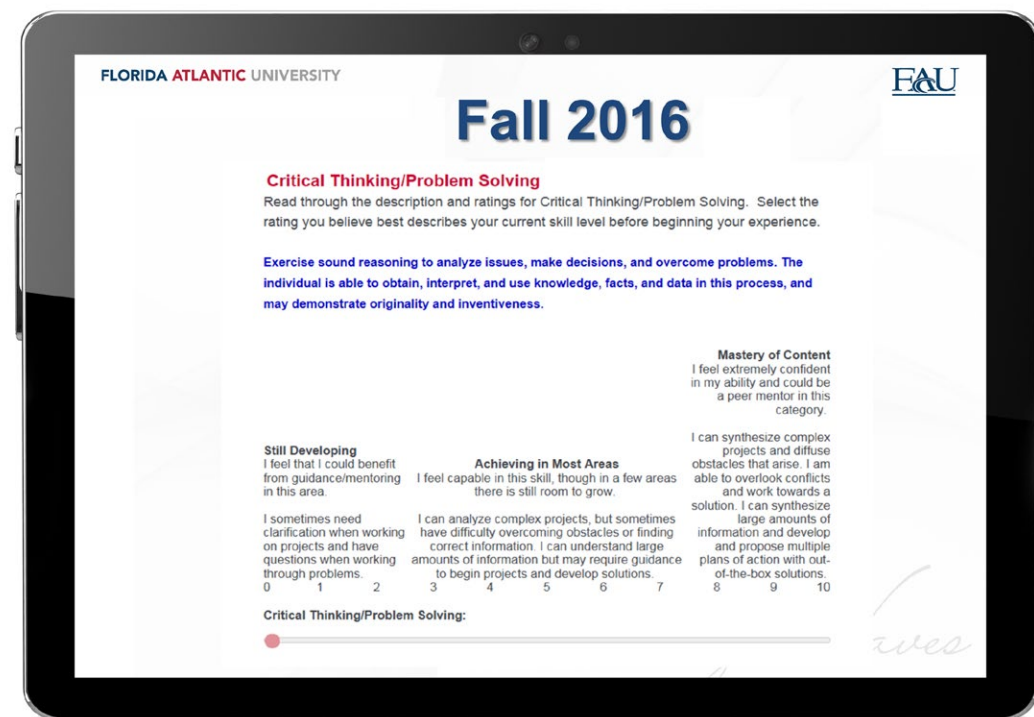 FLORIDA ATLANTIC UNIVERSITY
FAU
Fall 2016
Critical Thinking/Problem Solving
Read through the description and ratings for Critical Thinking/Problem Solving. Select the
rating you believe best describes your current skill level before beginning your experience.
Exercise sound reasoning to analyze issues, make decisions, and overcome problems. The
individual is able to obtain, interpret, and use knowledge, facts, and data in this process, and
may demonstrate originality and inventiveness.
Still Developing
I feel that I could benefit
from guidance/mentoring
in this area.
I sometimes need
clarification when working
on projects and have
questions when working
through problems.
Achieving in Most Areas
I feel capable in this skill, though in a few areas
there is still room to grow.
I can analyze complex projects, but sometimes
have difficulty overcoming obstacles or finding
correct information. I can understand large
amounts of information but may require guidance
to begin projects and develop solutions.
Mastery of Content
I feel extremely confident
in my ability and could be
a peer mentor in this
category.
I can synthesize complex
projects and diffuse
obstacles that arise. I am
able to overlook conflicts
and work towards a
solution. I can synthesize
large amounts of
information and develop
and propose multiple
plans of action with out-
of-the-box solutions.
0 1 2 3 4 5 6 7 8 9 10
Critical Thinking/Problem Solving: